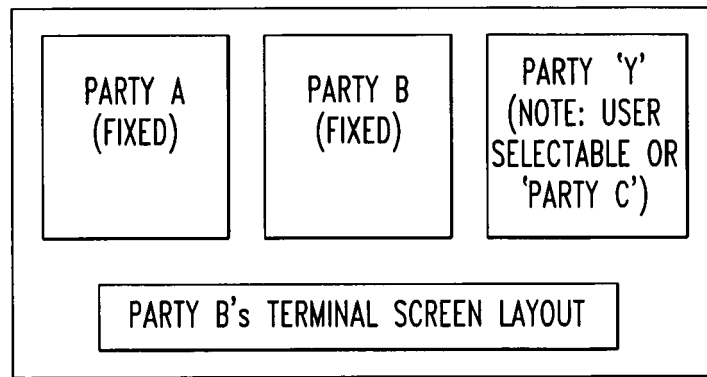 PARTY A
(FIXED)
PARTY B
(FIXED)
PARTY ‘Y’
(NOTE: USER
SELECTABLE OR
‘PARTY C’)
PARTY B's TERMINAL SCREEN LAYOUT